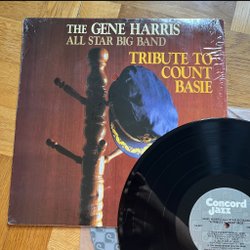 THE GENE HARRIS
ALL STAR BIG BAND
TRIBUTE TO
COUNT
BASIE
Concord
Jazz